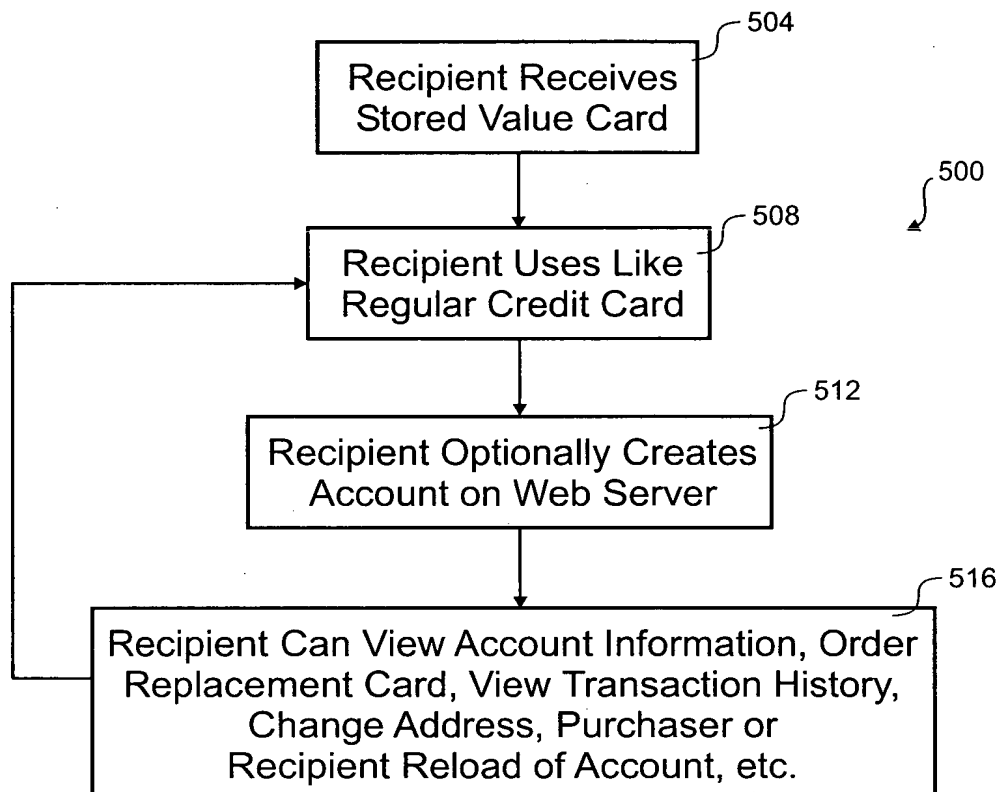 504
Recipient Receives
Stored Value Card
500
508
Recipient Uses Like
Regular Credit Card
512
Recipient Optionally Creates
Account on Web Server
516
Recipient Can View Account Information, Order
Replacement Card, View Transaction History,
Change Address, Purchaser or
Recipient Reload of Account, etc.